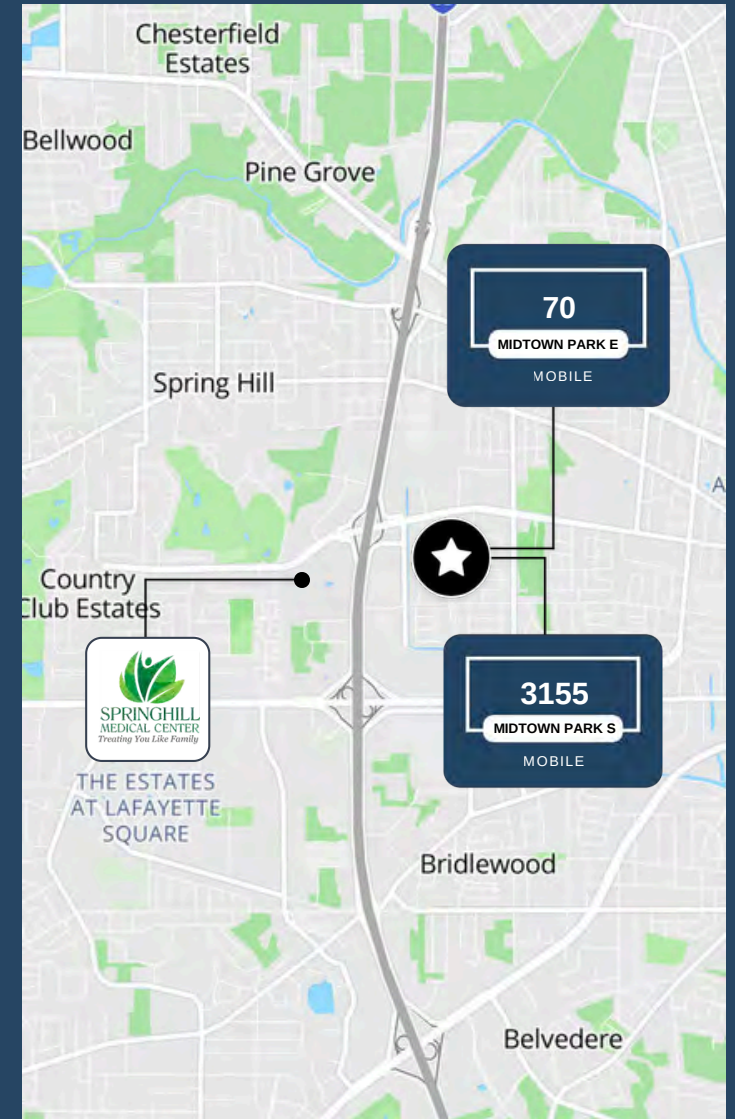 Chesterfield
Estates
Bellwood
Pine Grove
70
MIDTOWN PARK E
MOBILE
Spring Hill
A
Country
Club Estates
3155
MIDTOWN PARK S
MOBILE
SPRINGHILL
MEDICAL CENTER
Treating You Like Family
THE ESTATES
AT LAFAYETTE
SQUARE
Bridlewood
Belvedere